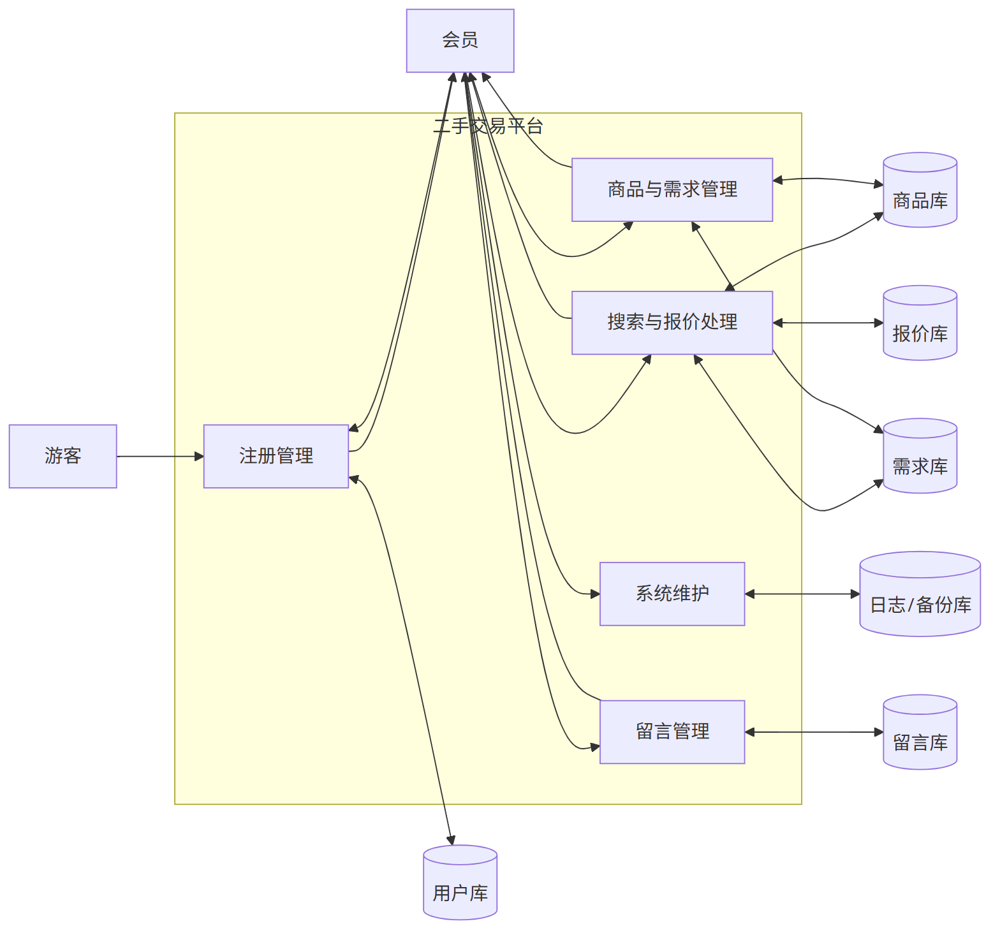 会员
二手交易平台
商品与需求管理
商品库
搜索与报价处理
报价库
游客
注册管理
需求库
系统维护
日志/备份库
留言管理
留言库
用户库